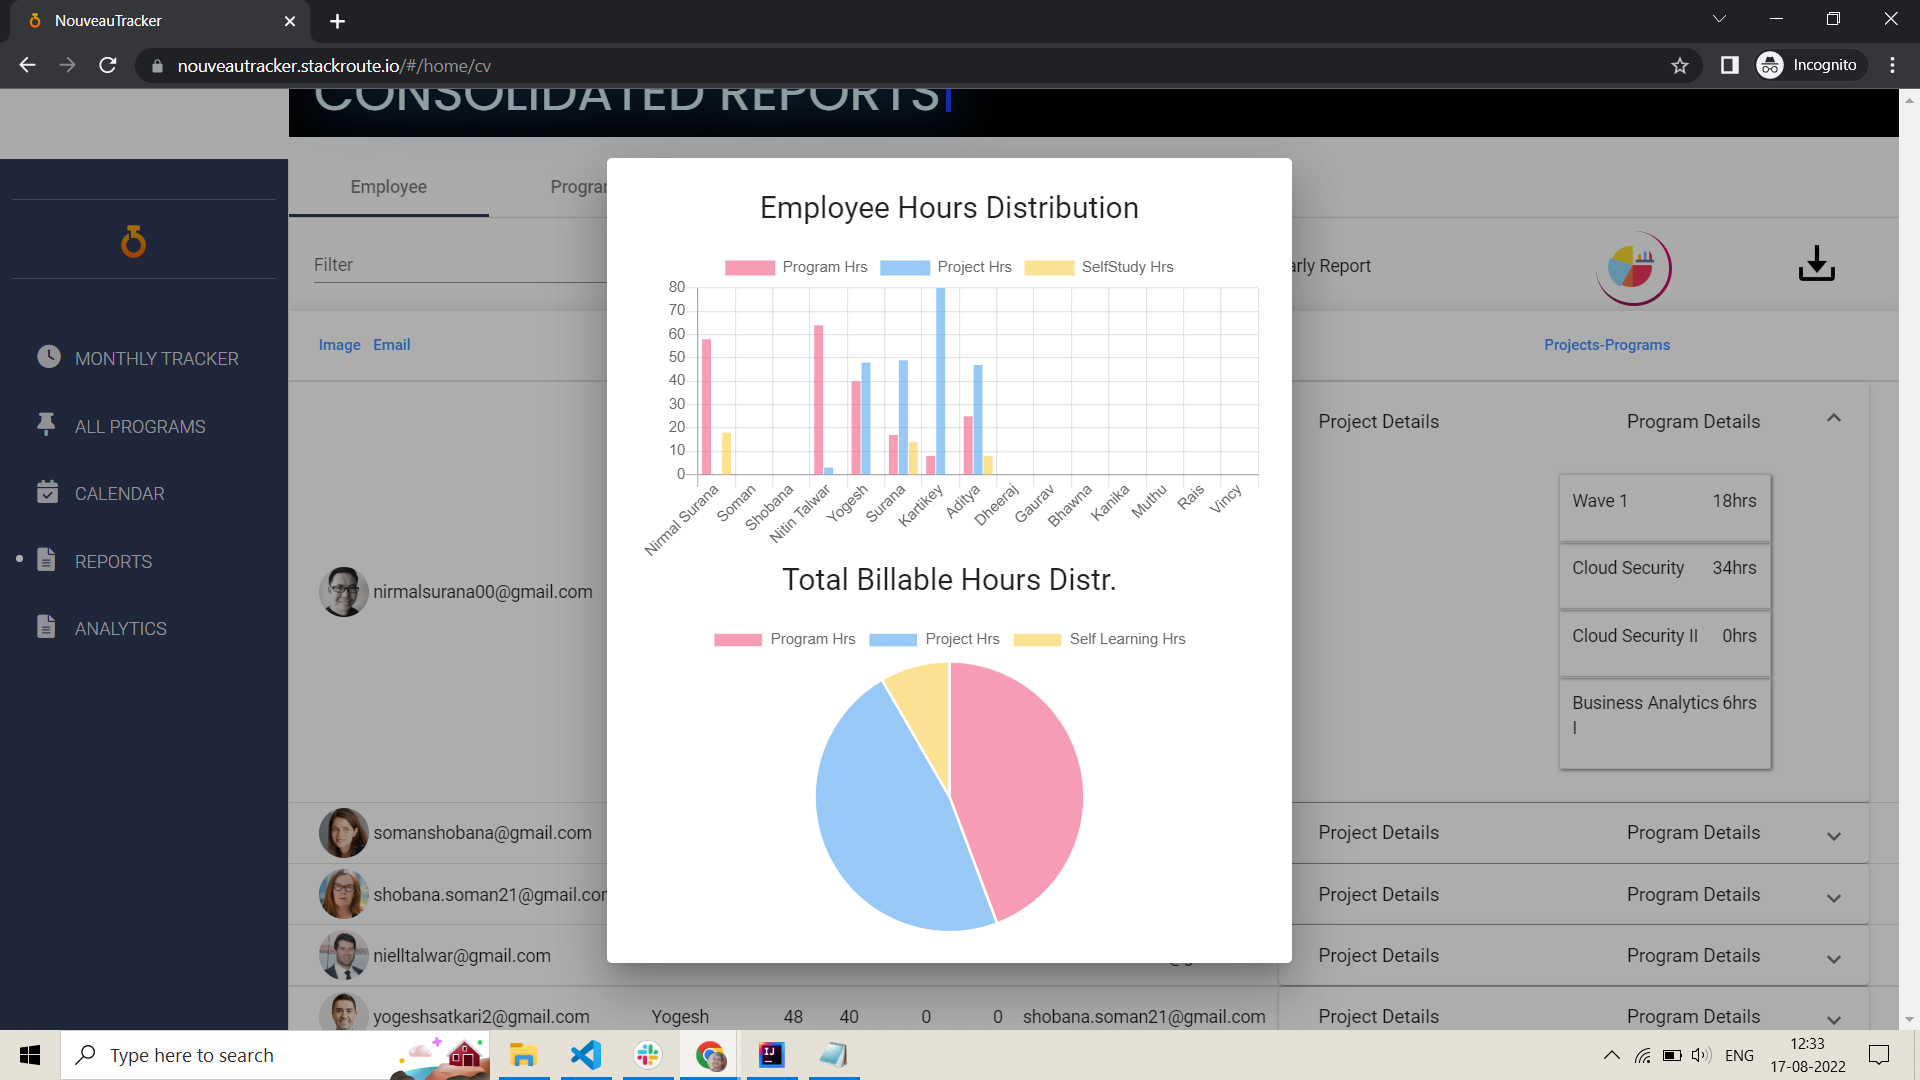 NouveauTracker
nouveautracker.stackroute.io/#/home/cv
Incognito
CONSOLIDATED REPORTS
Employee
Filter
arly Report
Image Email
Projects-Programs
MONTHLY TRACKER
ALL PROGRAMS
CALENDAR
REPORTS
ANALYTICS
Employee Hours Distribution
Program Hrs Project Hrs SelfStudy Hrs
80
70
60
50
40
30
20
10
0
Nirmal Surana
Soman
Shobana
Nitin Talwar
Yogesh
Surana
Kartikey
Aditya
Dheeraj
Gaurav
Bhawna
Kanika
Muthu
Rais
Vincy
Total Billable Hours Distr.
Program Hrs Project Hrs Self Learning Hrs
Project Details Program Details
Wave 1 18hrs
Cloud Security 34hrs
Cloud Security II 0hrs
Business Analytics 6hrs
I
nirmalsurana00@gmail.com
somanshobana@gmail.com Project Details Program Details
shobana.soman21@gmail.co Project Details Program Details
nielltalwar@gmail.com Project Details Program Details
yogeshsatkari2@gmail.com Yogesh 48 40 0 0 shobana.soman21@gmail.com Project Details Program Details
Type here to search
ENG
12:33
17-08-2022